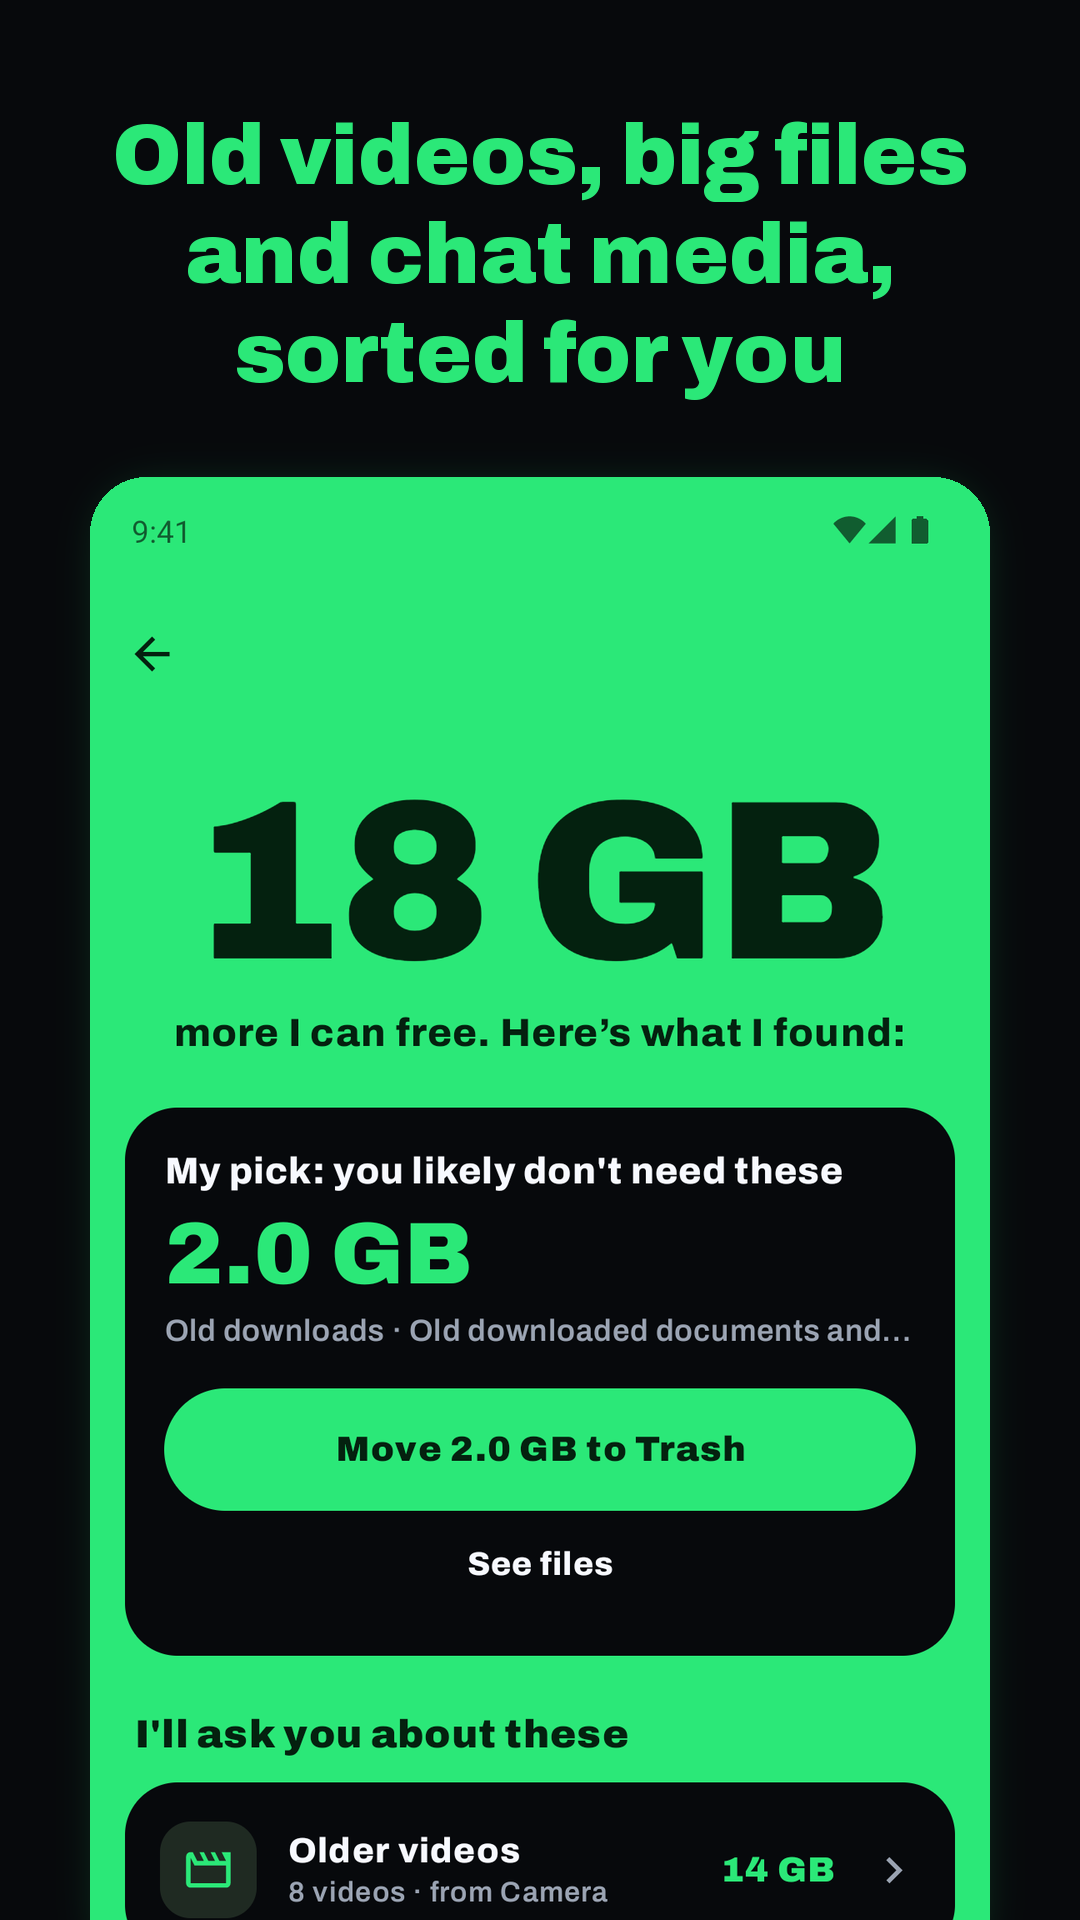 Old videos, big files
and chat media,
sorted for you
9:41
18 GB
more I can free. Here’s what I found:
My pick: you likely don't need these
2.0 GB
Old downloads · Old downloaded documents and...
Move 2.0 GB to Trash
See files
I'll ask you about these
Older videos
14 GB
8 videos · from Camera